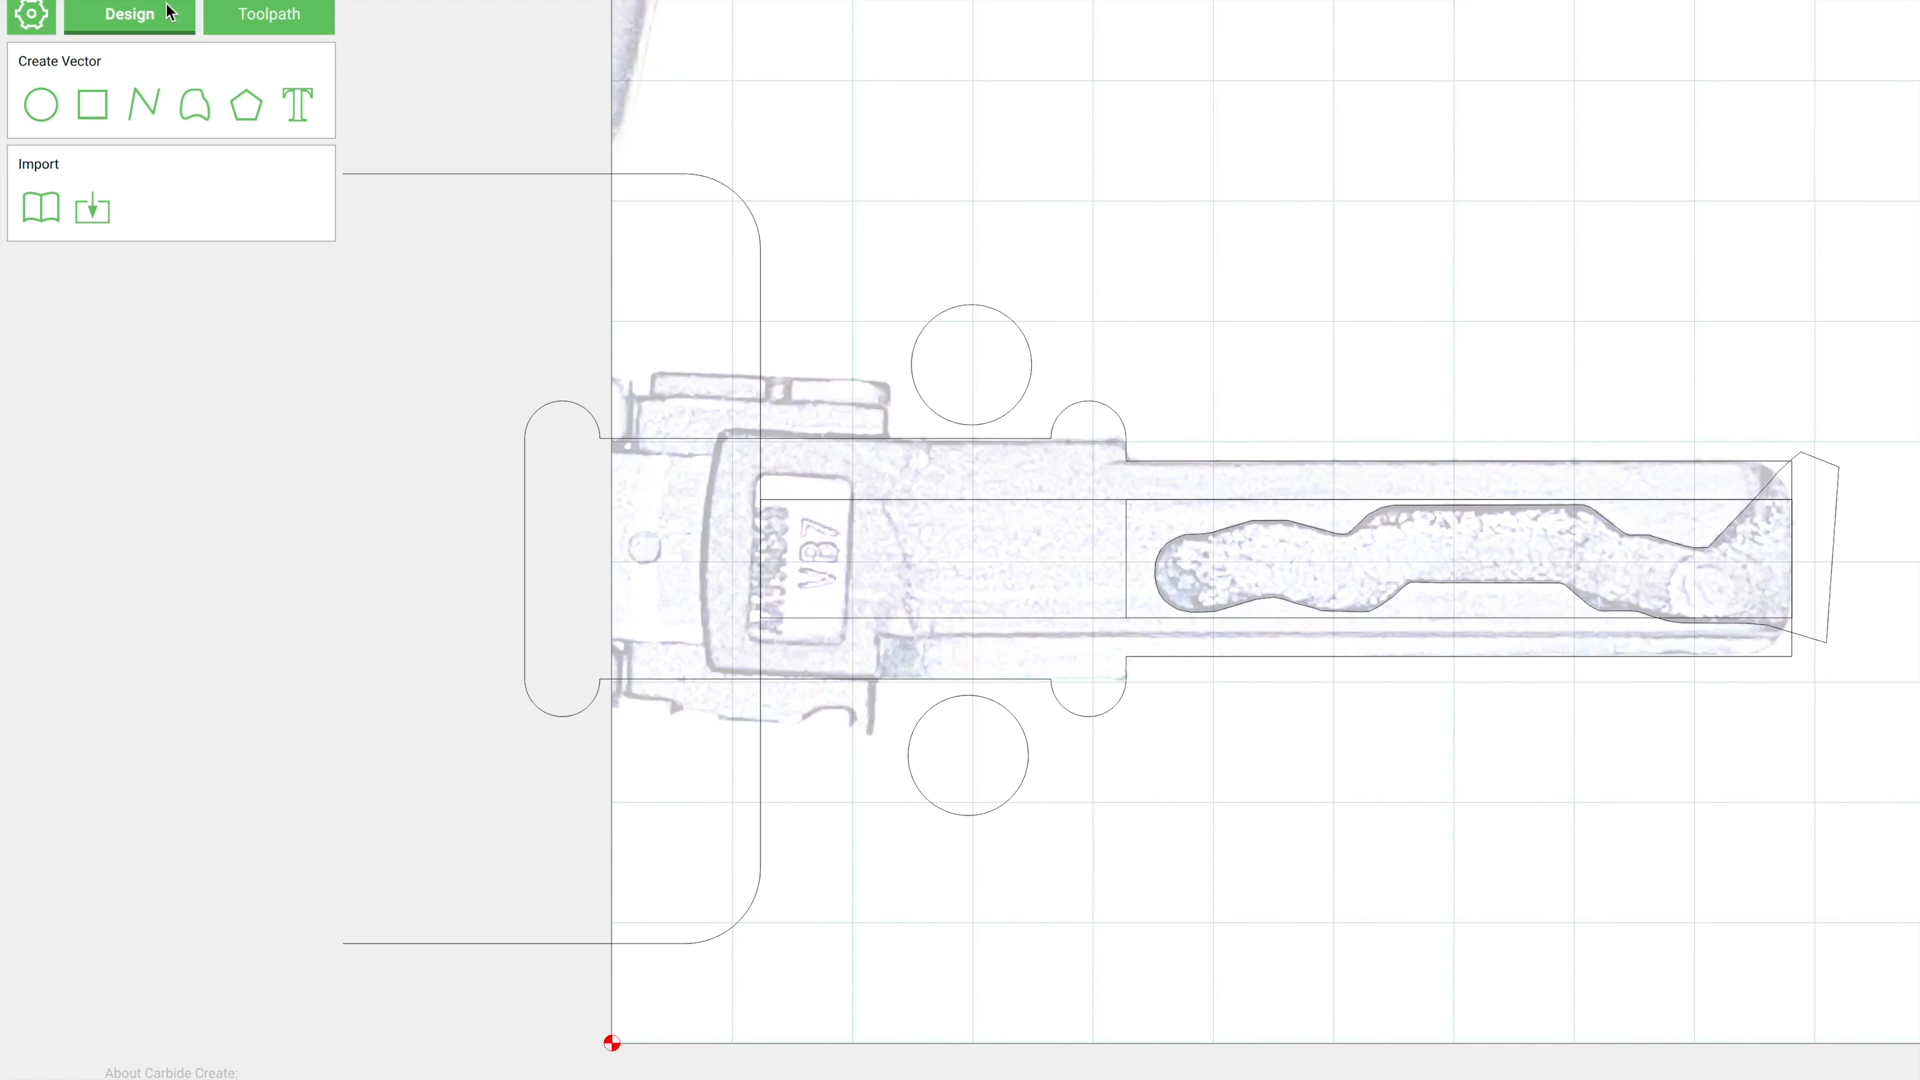 Design
Toolpath
Create Vector
Import
VB7
About Carbide Create: